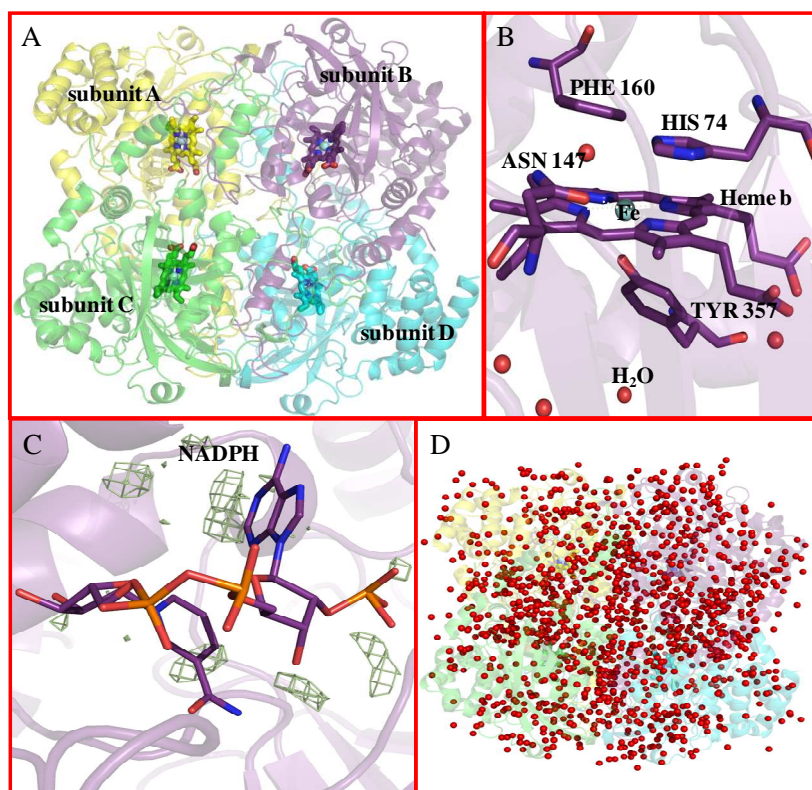 A
subunit A
subunit B
subunit C
subunit D
B
PHE 160
HIS 74
ASN 147
Fe
Heme b
TYR 357
H₂O
C
NADPH
D